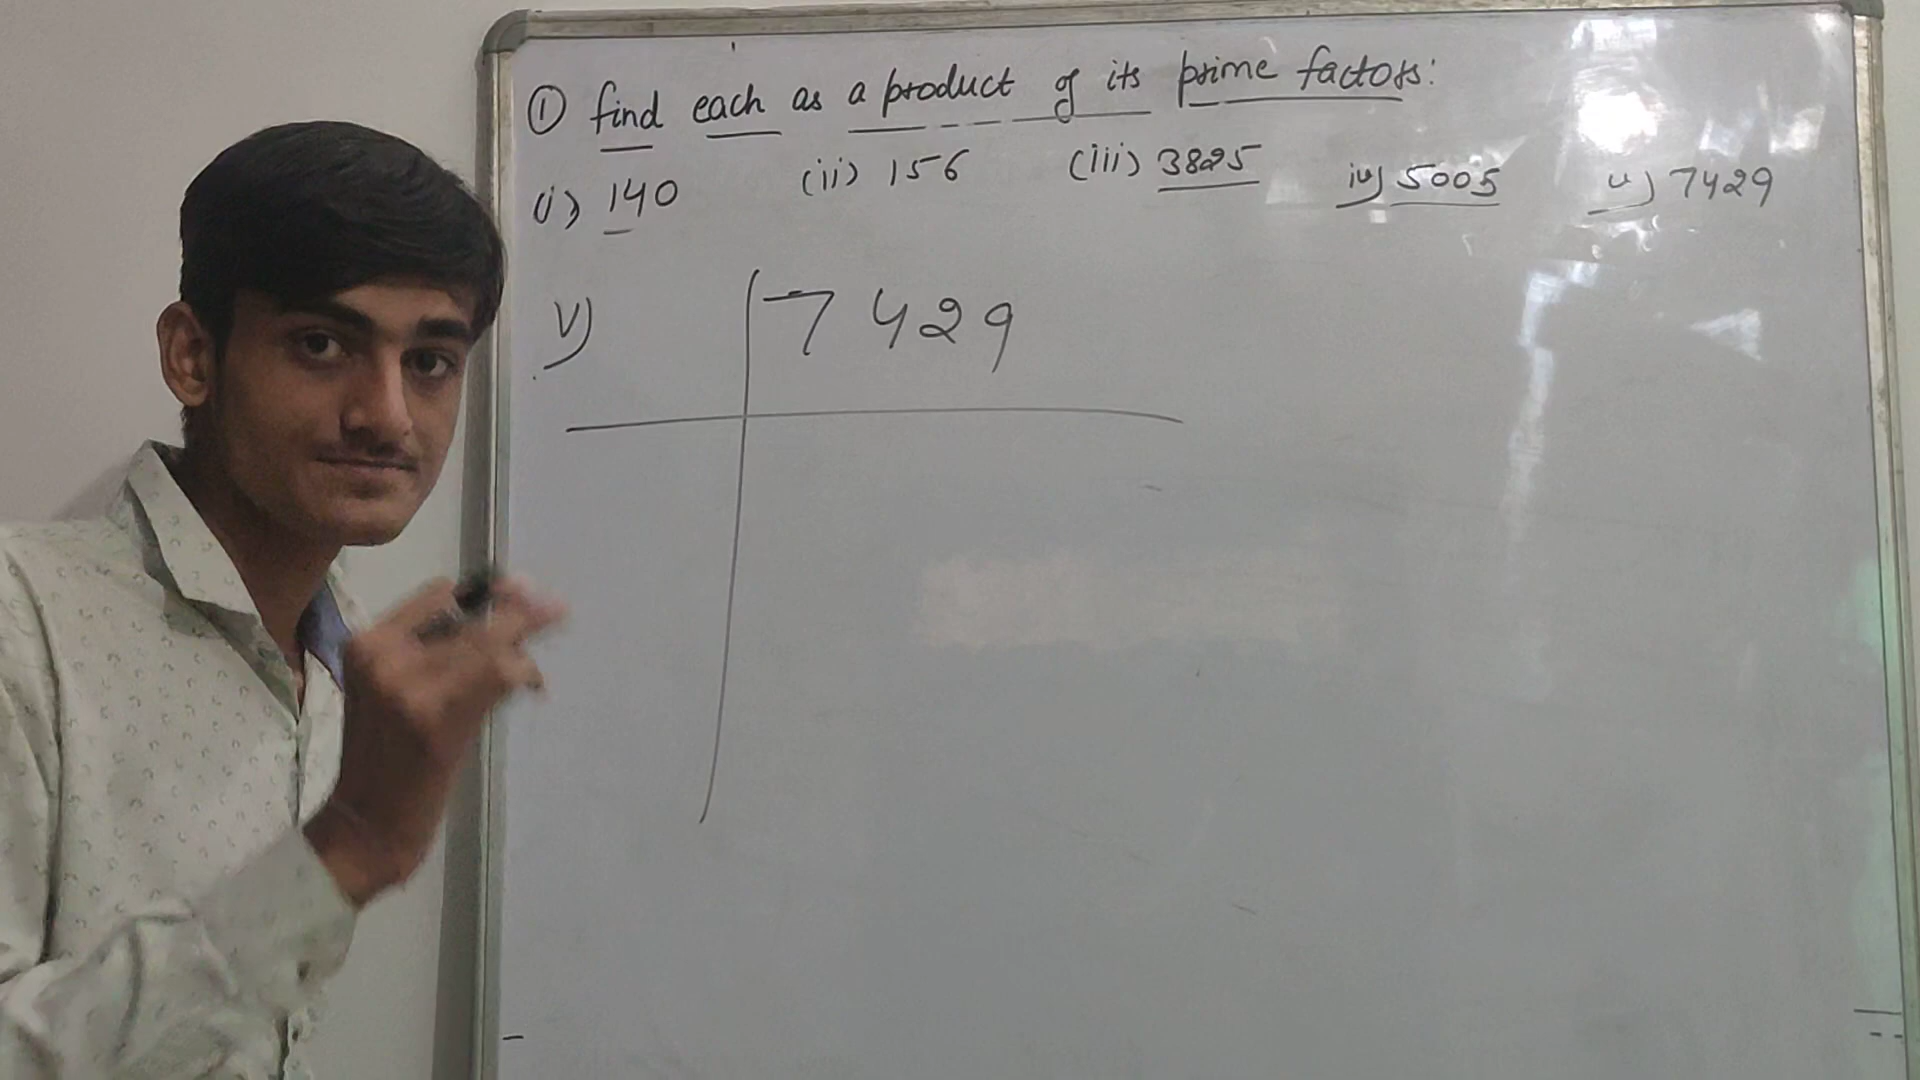 ① find each as a product of its prime factors:
(i) 140 (ii) 156 (iii) 3825 iv) 5005 v) 7429
v) 7429